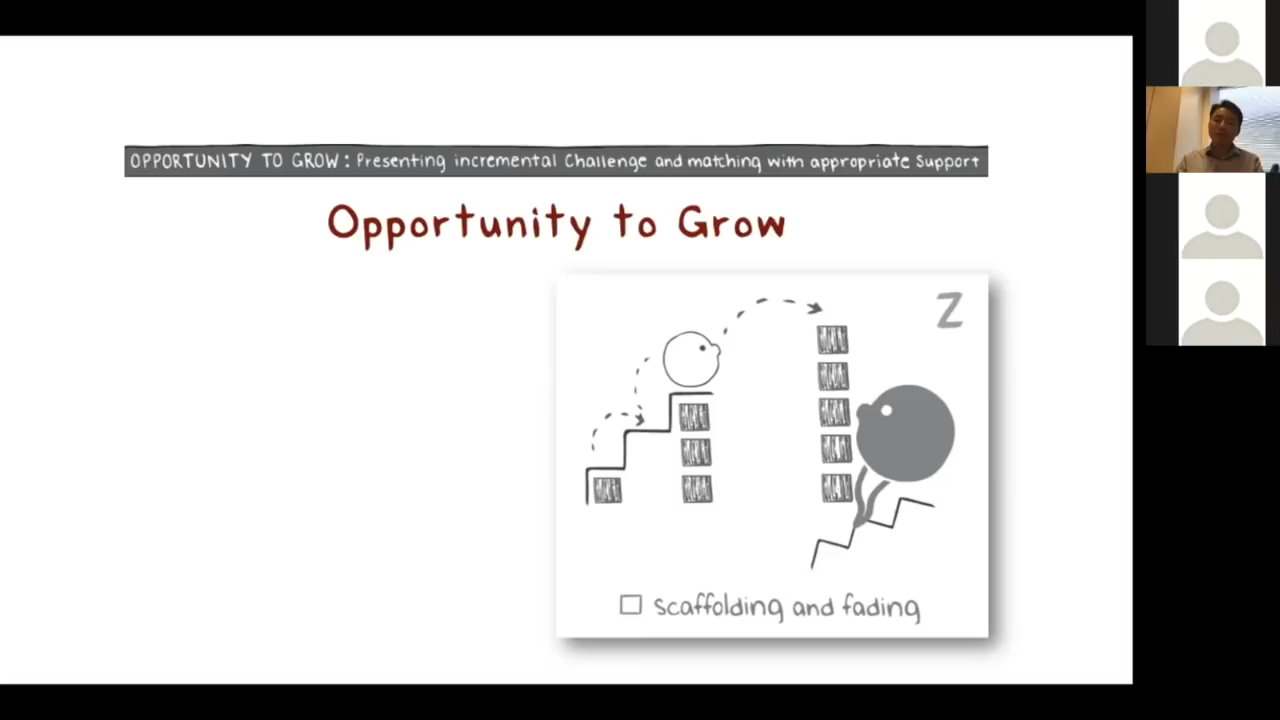 OPPORTUNITY TO GROW: Presenting incremental Challenge and matching with appropriate Support
Opportunity to Grow
Z
scaffolding and fading